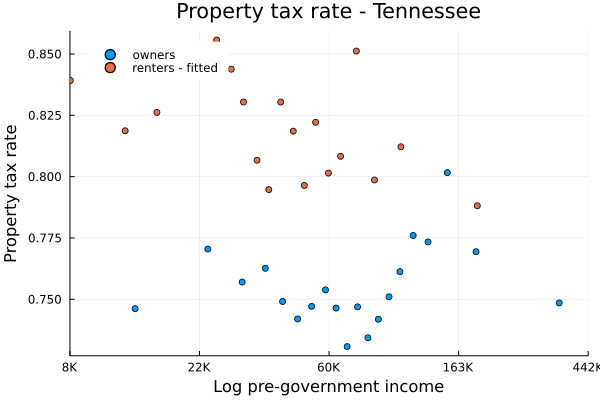 Property tax rate - Tennessee
owners
renters - fitted
Property tax rate
0.850
0.825
0.800
0.775
0.750
8K
22K
60K
163K
442K
Log pre-government income